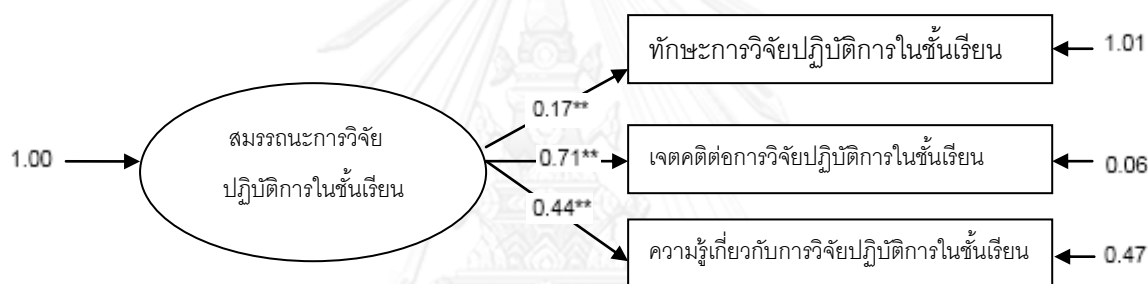 ทักษะการวิจัยปฏิบัติการในชั้นเรียน
1.01
0.17**
สมรรถนะการวิจัย
ปฏิบัติการในชั้นเรียน
1.00
0.71**
เจตคติต่อการวิจัยปฏิบัติการในชั้นเรียน
0.06
0.44**
ความรู้เกี่ยวกับการวิจัยปฏิบัติการในชั้นเรียน
0.47